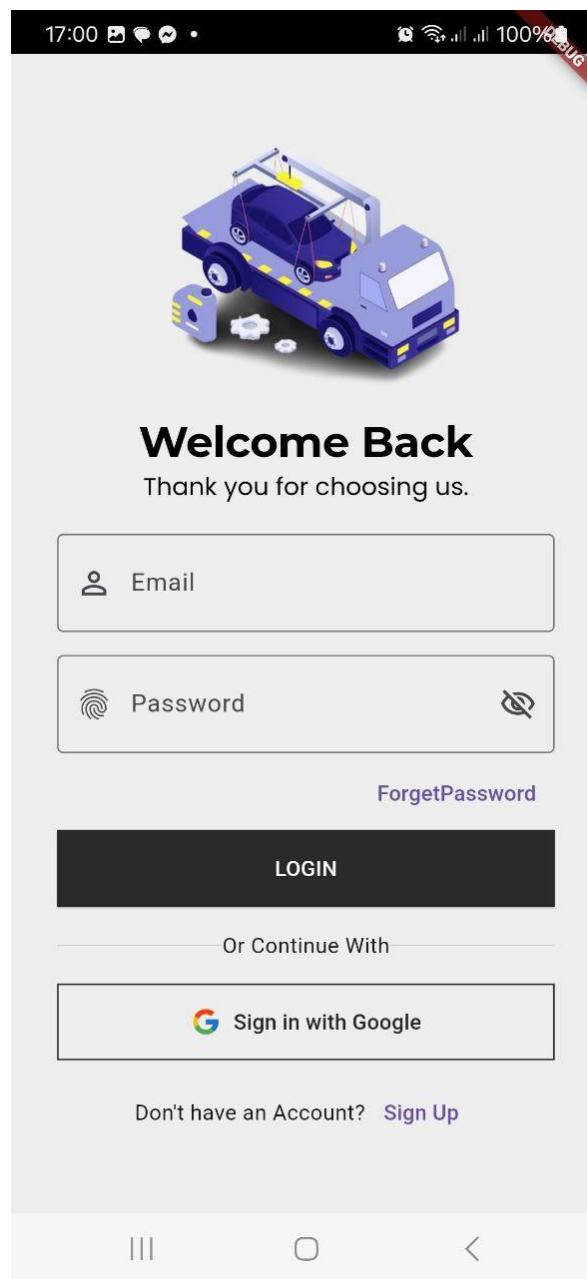 17:00 100%
DEBUG
Welcome Back
Thank you for choosing us.
Email
Password
ForgetPassword
LOGIN
Or Continue With
Sign in with Google
Don't have an Account? Sign Up